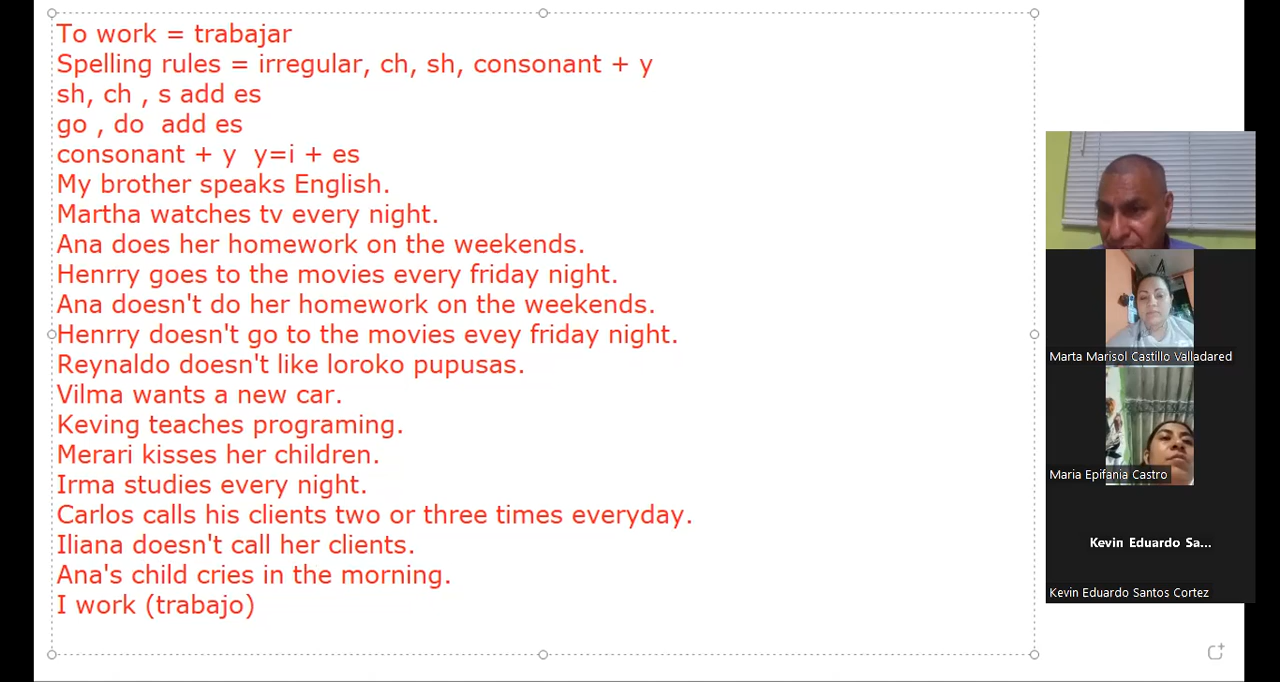 To work = trabajar
Spelling rules = irregular, ch, sh, consonant + y
sh, ch , s add es
go , do  add es
consonant + y  y=i + es
My brother speaks English.
Martha watches tv every night.
Ana does her homework on the weekends.
Henrry goes to the movies every friday night.
Ana doesn't do her homework on the weekends.
Henrry doesn't go to the movies evey friday night.
Reynaldo doesn't like loroko pupusas.
Vilma wants a new car.
Keving teaches programing.
Merari kisses her children.
Irma studies every night.
Carlos calls his clients two or three times everyday.
Iliana doesn't call her clients.
Ana's child cries in the morning.
I work (trabajo)
Marta Marisol Castillo Valladared
Maria Epifania Castro
Kevin Eduardo Sa...
Kevin Eduardo Santos Cortez